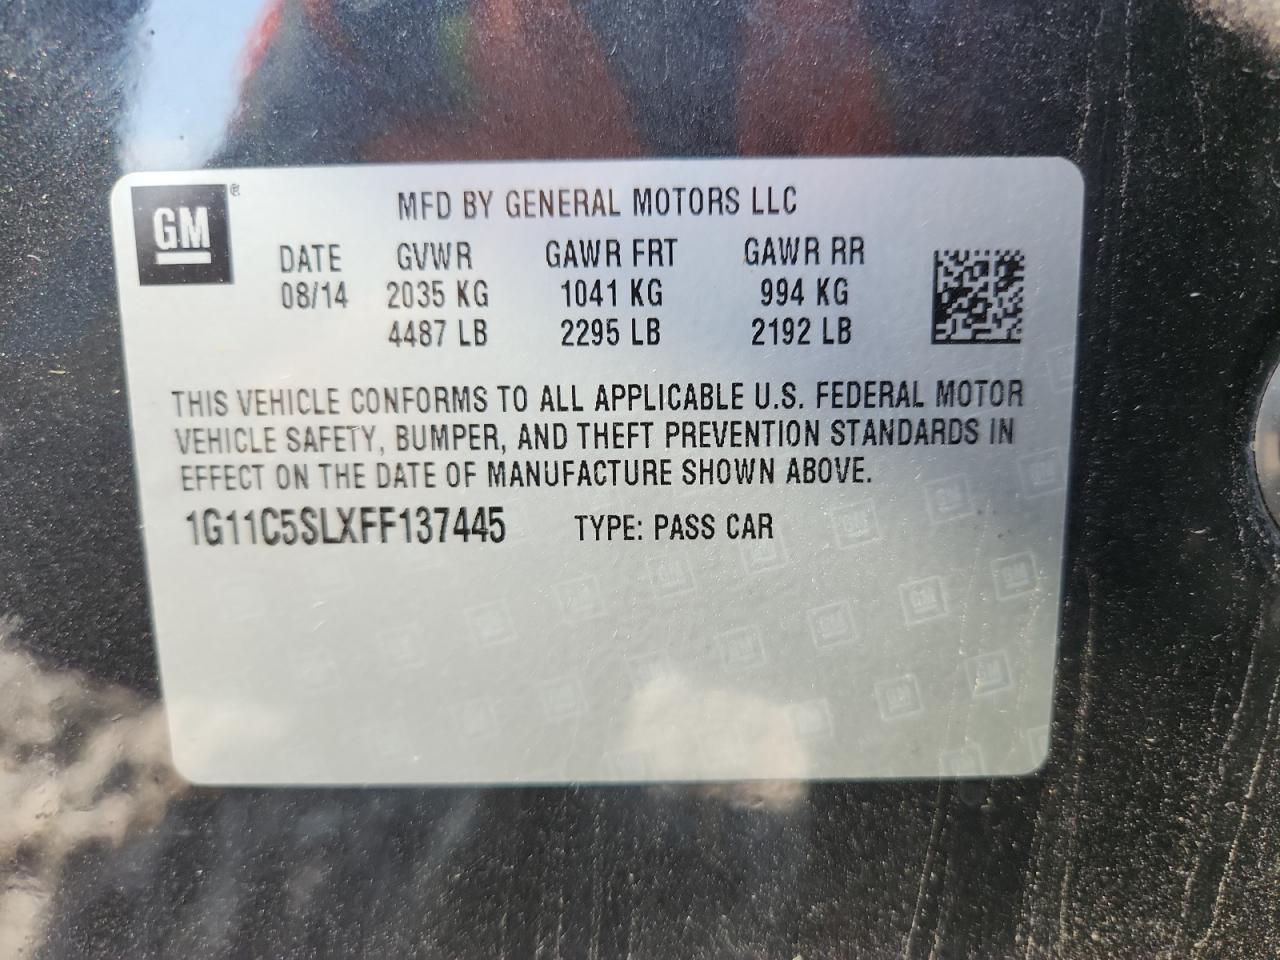 GM ®
MFD BY GENERAL MOTORS LLC
DATE GVWR GAWR FRT GAWR RR
08/14 2035 KG 1041 KG 994 KG
4487 LB 2295 LB 2192 LB
THIS VEHICLE CONFORMS TO ALL APPLICABLE U.S. FEDERAL MOTOR
VEHICLE SAFETY, BUMPER, AND THEFT PREVENTION STANDARDS IN
EFFECT ON THE DATE OF MANUFACTURE SHOWN ABOVE.
1G11C5SLXFF137445 TYPE: PASS CAR